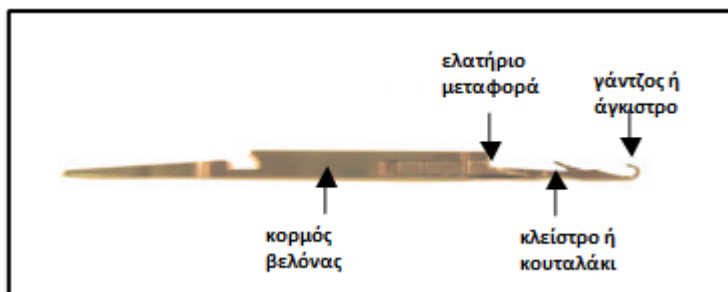 ελατήριο
μεταφορά
γάντζος ή
άγκιστρο
κορμός
βελόνας
κλείστρο ή
κουταλάκι